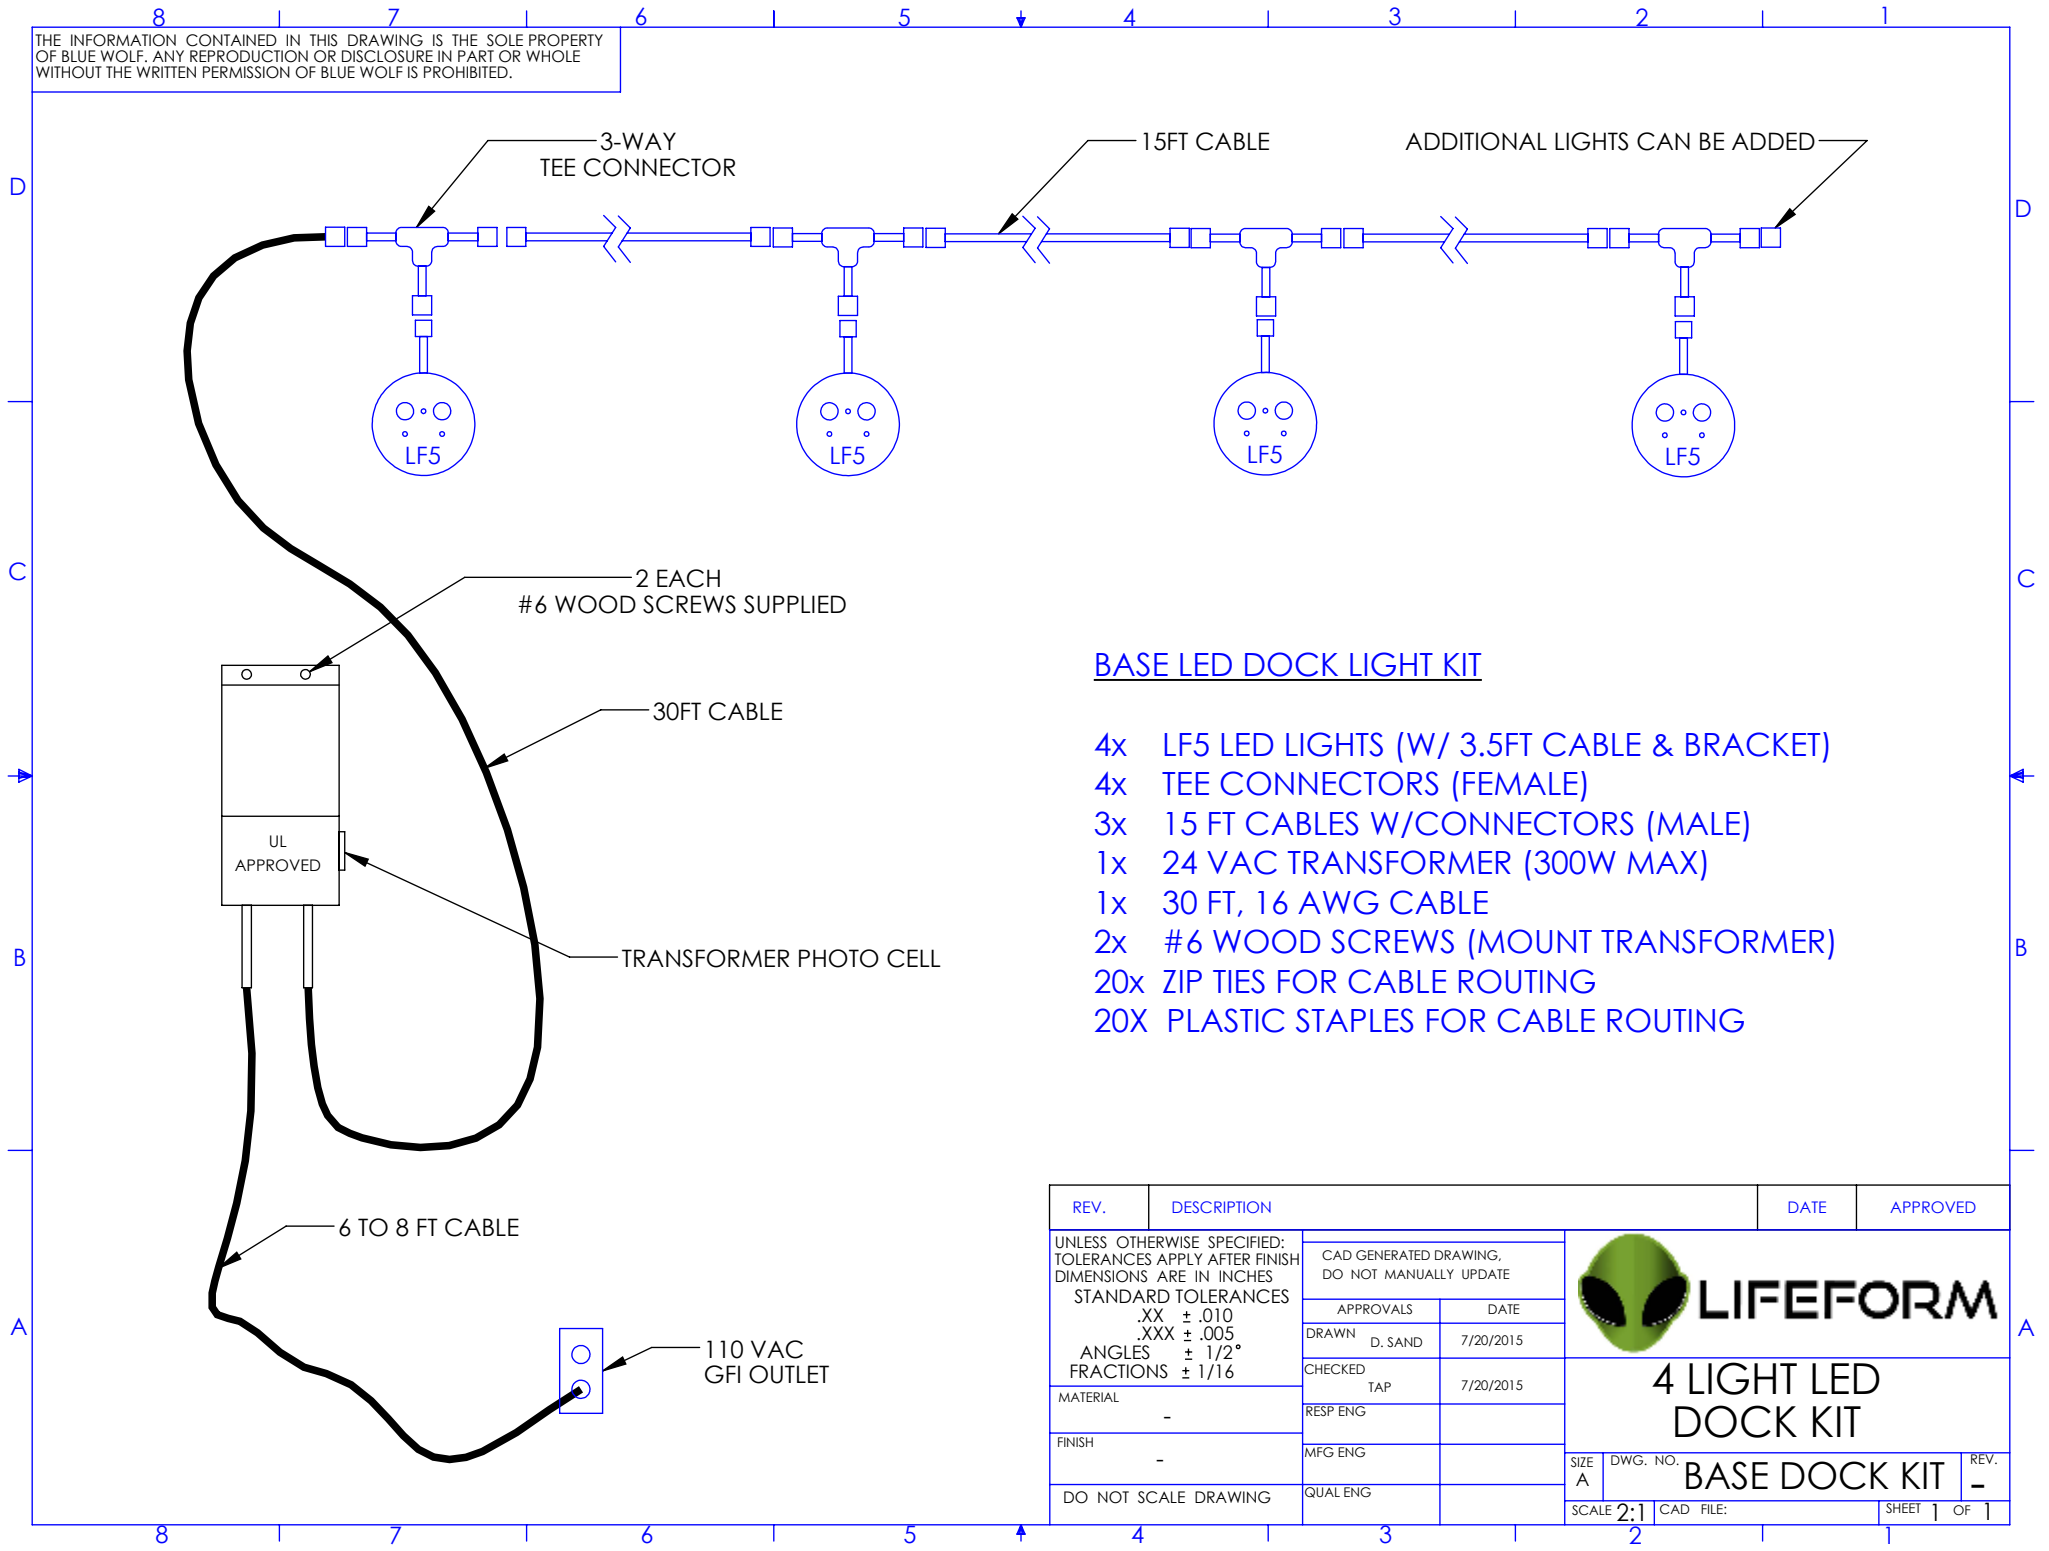 8 7 6 5 4 3 2 1
THE INFORMATION CONTAINED IN THIS DRAWING IS THE SOLE PROPERTY
OF BLUE WOLF. ANY REPRODUCTION OR DISCLOSURE IN PART OR WHOLE
WITHOUT THE WRITTEN PERMISSION OF BLUE WOLF IS PROHIBITED.
3-WAY
TEE CONNECTOR
15FT CABLE
ADDITIONAL LIGHTS CAN BE ADDED
D D
LF5 LF5 LF5 LF5
C C
2 EACH
#6 WOOD SCREWS SUPPLIED
30FT CABLE
UL
APPROVED
TRANSFORMER PHOTO CELL
BASE LED DOCK LIGHT KIT
4x LF5 LED LIGHTS (W/ 3.5FT CABLE & BRACKET)
4x TEE CONNECTORS (FEMALE)
3x 15 FT CABLES W/CONNECTORS (MALE)
1x 24 VAC TRANSFORMER (300W MAX)
1x 30 FT, 16 AWG CABLE
2x #6 WOOD SCREWS (MOUNT TRANSFORMER)
20x ZIP TIES FOR CABLE ROUTING
20X PLASTIC STAPLES FOR CABLE ROUTING
B B
6 TO 8 FT CABLE
110 VAC
GFI OUTLET
A A
REV. DESCRIPTION DATE APPROVED
UNLESS OTHERWISE SPECIFIED:
TOLERANCES APPLY AFTER FINISH
DIMENSIONS ARE IN INCHES
STANDARD TOLERANCES
.XX ± .010
.XXX ± .005
ANGLES ± 1/2°
FRACTIONS ± 1/16
MATERIAL
-
FINISH
-
DO NOT SCALE DRAWING
CAD GENERATED DRAWING,
DO NOT MANUALLY UPDATE
APPROVALS DATE
DRAWN D. SAND 7/20/2015
CHECKED
TAP 7/20/2015
RESP ENG
MFG ENG
QUAL ENG
LIFEFORM
4 LIGHT LED
DOCK KIT
SIZE
A
DWG. NO.
BASE DOCK KIT
REV.
-
SCALE 2:1 CAD FILE: SHEET 1 OF 1
8 7 6 5 4 3 2 1